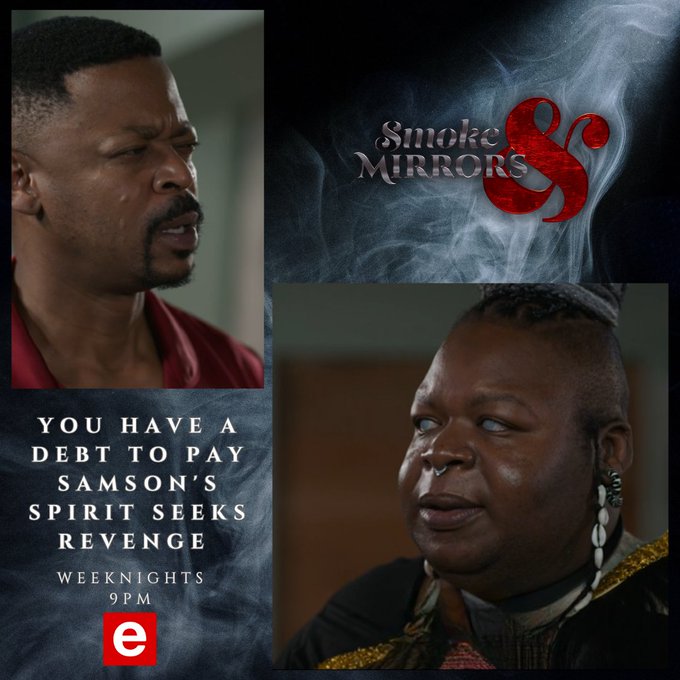 Smoke &
MIRRORS
YOU HAVE A
DEBT TO PAY
SAMSON'S
SPIRIT SEEKS
REVENGE
WEEKNIGHTS
9PM
e